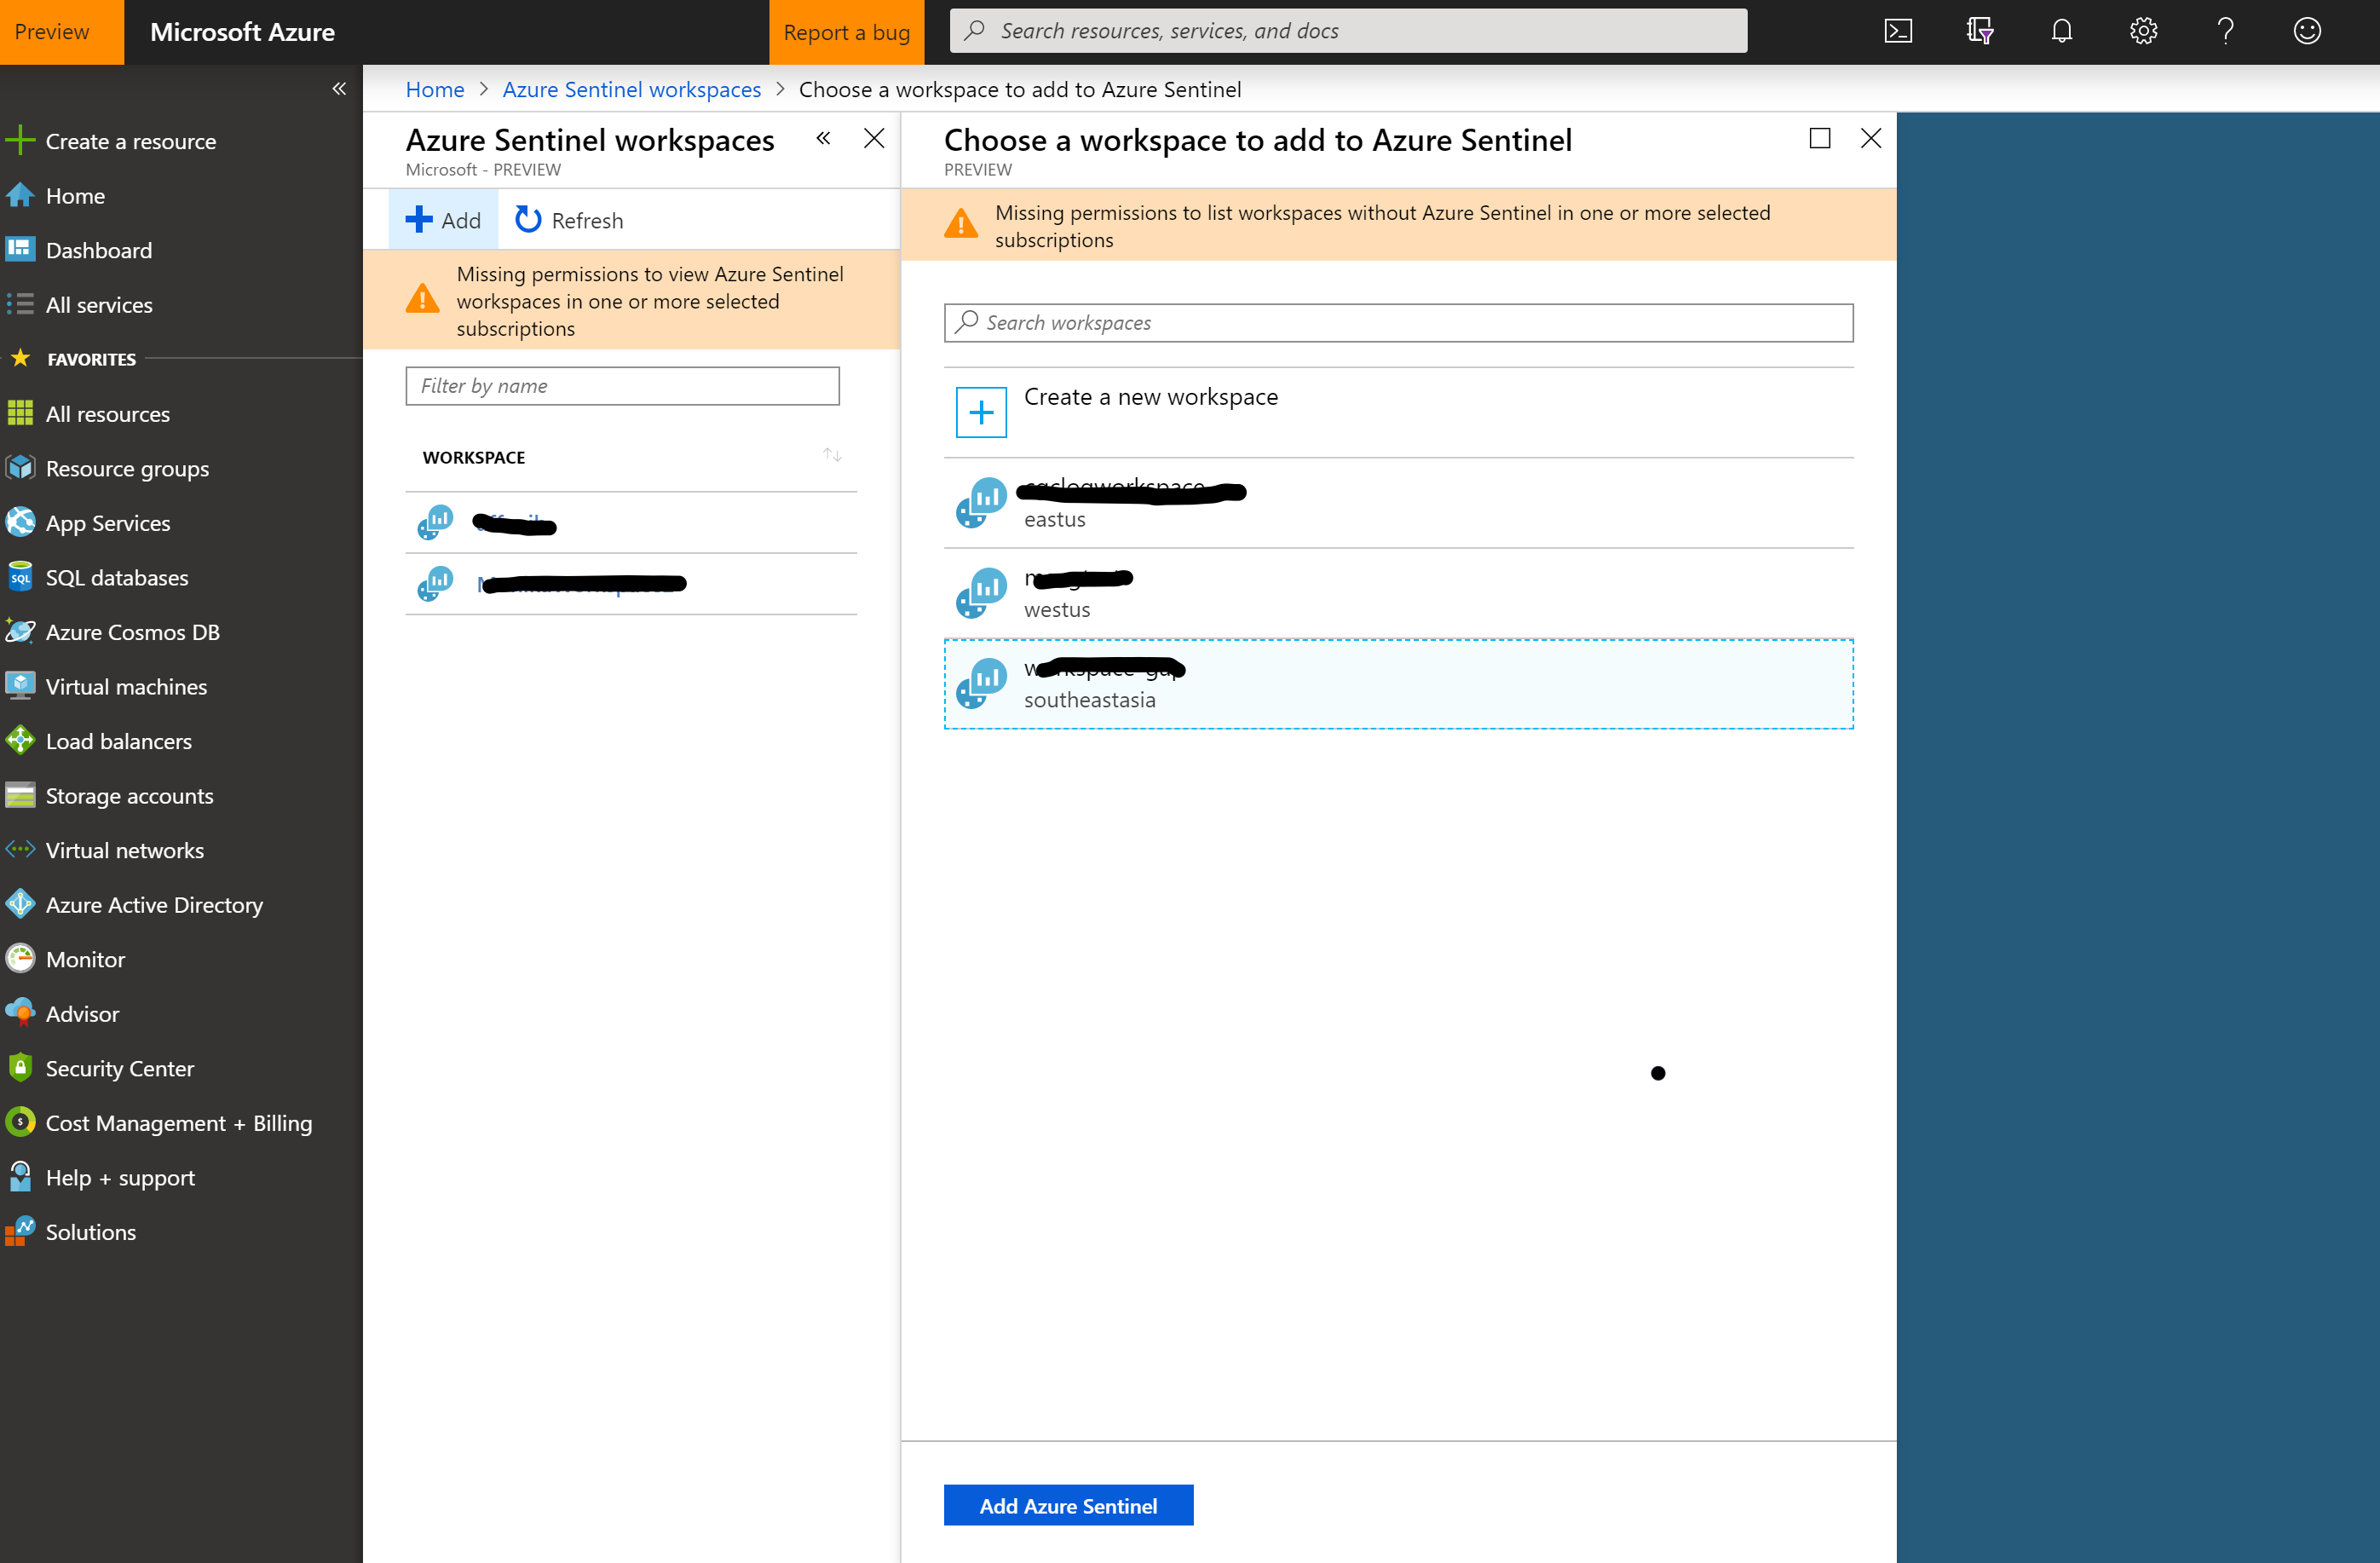 Preview
Microsoft Azure
Report a bug
Search resources, services, and docs
Home > Azure Sentinel workspaces > Choose a workspace to add to Azure Sentinel
Create a resource
Home
Dashboard
All services
FAVORITES
All resources
Resource groups
App Services
SQL databases
Azure Cosmos DB
Virtual machines
Load balancers
Storage accounts
Virtual networks
Azure Active Directory
Monitor
Advisor
Security Center
Cost Management + Billing
Help + support
Solutions
Azure Sentinel workspaces
Microsoft - PREVIEW
Add
Refresh
Missing permissions to view Azure Sentinel
workspaces in one or more selected
subscriptions
Filter by name
WORKSPACE
Choose a workspace to add to Azure Sentinel
PREVIEW
Missing permissions to list workspaces without Azure Sentinel in one or more selected
subscriptions
Search workspaces
Create a new workspace
eastus
westus
southeastasia
Add Azure Sentinel